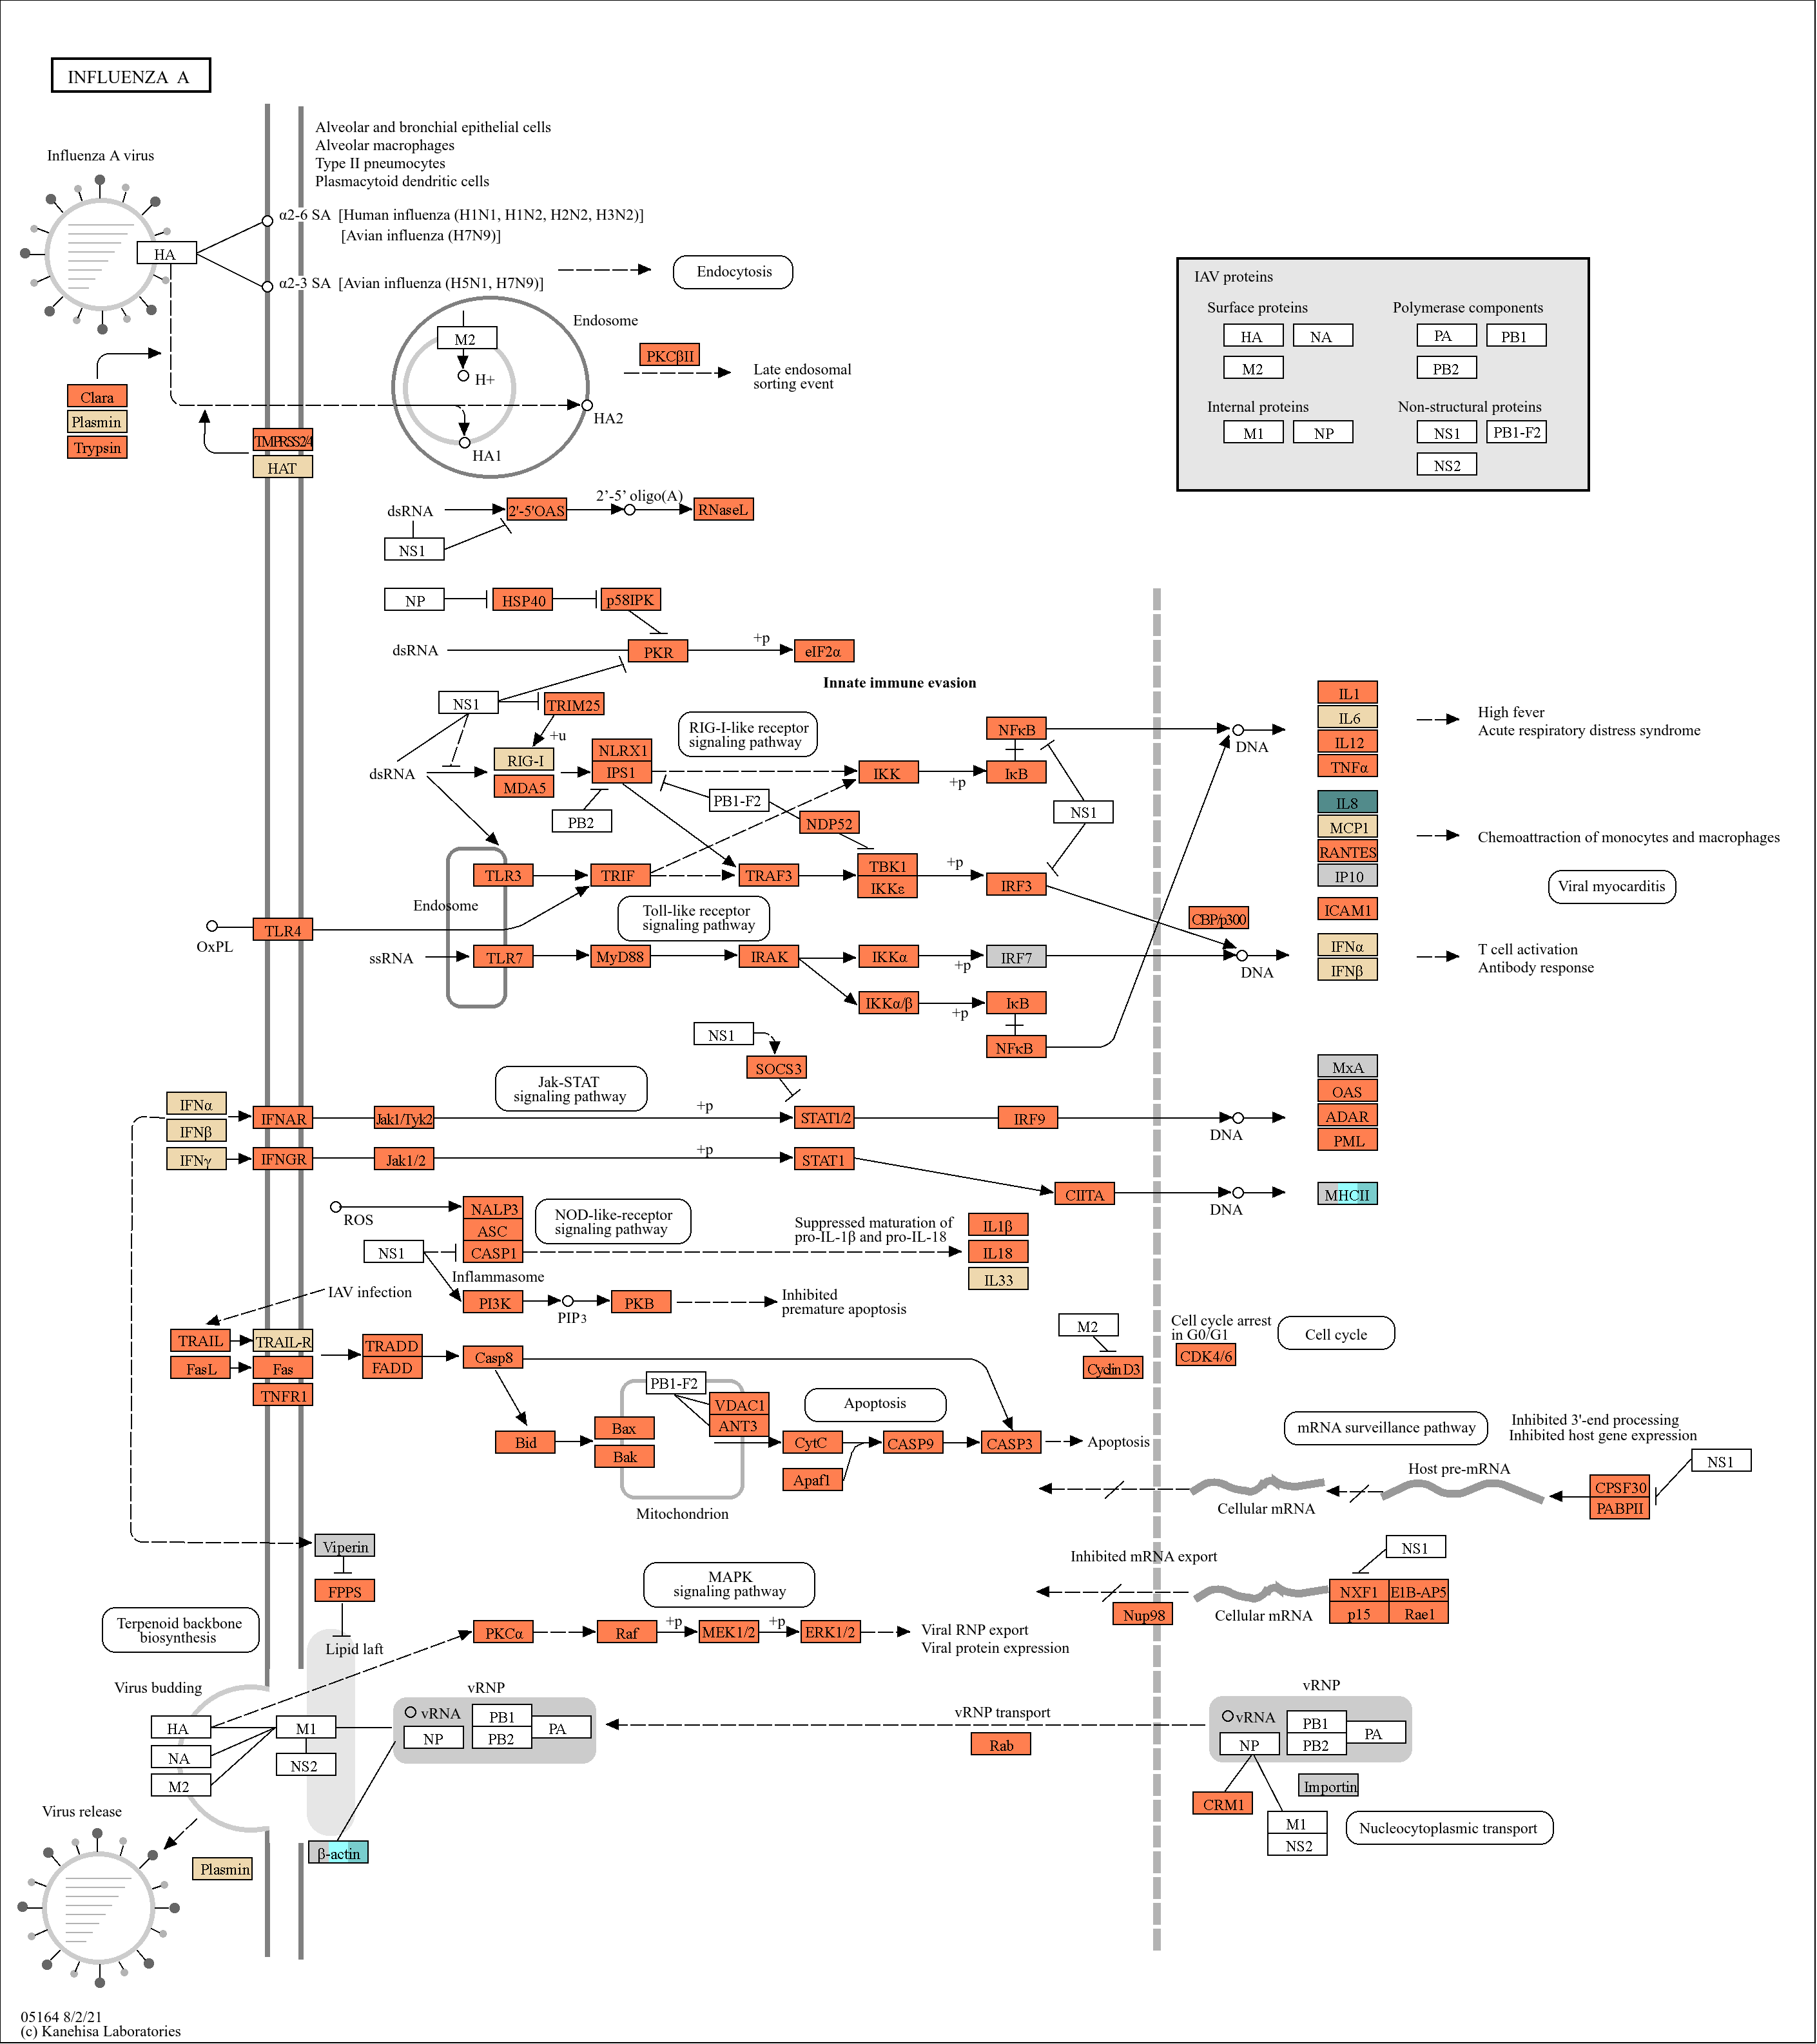 INFLUENZA A
Alveolar and bronchial epithelial cells
Alveolar macrophages
Type II pneumocytes
Plasmacytoid dendritic cells
Influenza A virus
α2-6 SA [Human influenza (H1N1, H1N2, H2N2, H3N2)]
[Avian influenza (H7N9)]
HA
α2-3 SA [Avian influenza (H5N1, H7N9)]
Endocytosis
Endosome
M2
H+
HA2
HA1
PKCβII
Late endosomal
sorting event
Clara
Plasmin
Trypsin
TMPRSS2/4
HAT
IAV proteins
Surface proteins
HA
NA
M2
Polymerase components
PA
PB1
PB2
Internal proteins
M1
NP
Non-structural proteins
NS1
PB1-F2
NS2
dsRNA
2'-5'OAS
2’-5’ oligo(A)
RNaseL
NS1
NP
HSP40
p58IPK
dsRNA
PKR
+p
eIF2α
Innate immune evasion
NS1
TRIM25
+u
RIG-I-like receptor
signaling pathway
dsRNA
RIG-I
MDA5
NLRX1
IPS1
PB2
PB1-F2
NDP52
IKK
+p
NFκB
IκB
NS1
DNA
TLR3
TRIF
TRAF3
TBK1
IKKε
+p
IRF3
Endosome
Toll-like receptor
signaling pathway
OxPL
TLR4
ssRNA
TLR7
MyD88
IRAK
IKKα
+p
IRF7
CBP/p300
DNA
IKKα/β
+p
IκB
NFκB
IL1
IL6
IL12
TNFα
High fever
Acute respiratory distress syndrome
IL8
MCP1
RANTES
IP10
Chemoattraction of monocytes and macrophages
Viral myocarditis
ICAM1
IFNα
IFNβ
T cell activation
Antibody response
NS1
SOCS3
Jak-STAT
signaling pathway
IFNα
IFNβ
IFNγ
IFNAR
IFNGR
Jak1/Tyk2
Jak1/2
+p
+p
STAT1/2
STAT1
IRF9
DNA
MxA
OAS
ADAR
PML
CIITA
DNA
MHCII
ROS
NALP3
ASC
CASP1
NS1
Inflammasome
NOD-like-receptor
signaling pathway
Suppressed maturation of
pro-IL-1β and pro-IL-18
IL1β
IL18
IL33
IAV infection
PI3K
PIP3
PKB
Inhibited
premature apoptosis
TRAIL
FasL
TRAIL-R
Fas
TNFR1
TRADD
FADD
Casp8
M2
Cyclin D3
Cell cycle arrest
in G0/G1
CDK4/6
Cell cycle
PB1-F2
VDAC1
ANT3
Apoptosis
Bid
Bax
Bak
CytC
Apaf1
CASP9
CASP3
Apoptosis
Mitochondrion
mRNA surveillance pathway
Inhibited 3'-end processing
Inhibited host gene expression
NS1
Host pre-mRNA
CPSF30
PABPII
Cellular mRNA
Viperin
FPPS
Lipid laft
Terpenoid backbone
biosynthesis
MAPK
signaling pathway
PKCα
Raf
+p
MEK1/2
+p
ERK1/2
Viral RNP export
Viral protein expression
Inhibited mRNA export
NS1
Nup98
Cellular mRNA
NXF1
E1B-AP5
p15
Rae1
Virus budding
HA
NA
M2
M1
NS2
vRNP
vRNA
NP
PB1
PB2
PA
vRNP transport
Rab
vRNP
vRNA
NP
PB1
PB2
PA
Importin
CRM1
M1
NS2
Nucleocytoplasmic transport
β-actin
Virus release
Plasmin
05164 8/2/21
(c) Kanehisa Laboratories